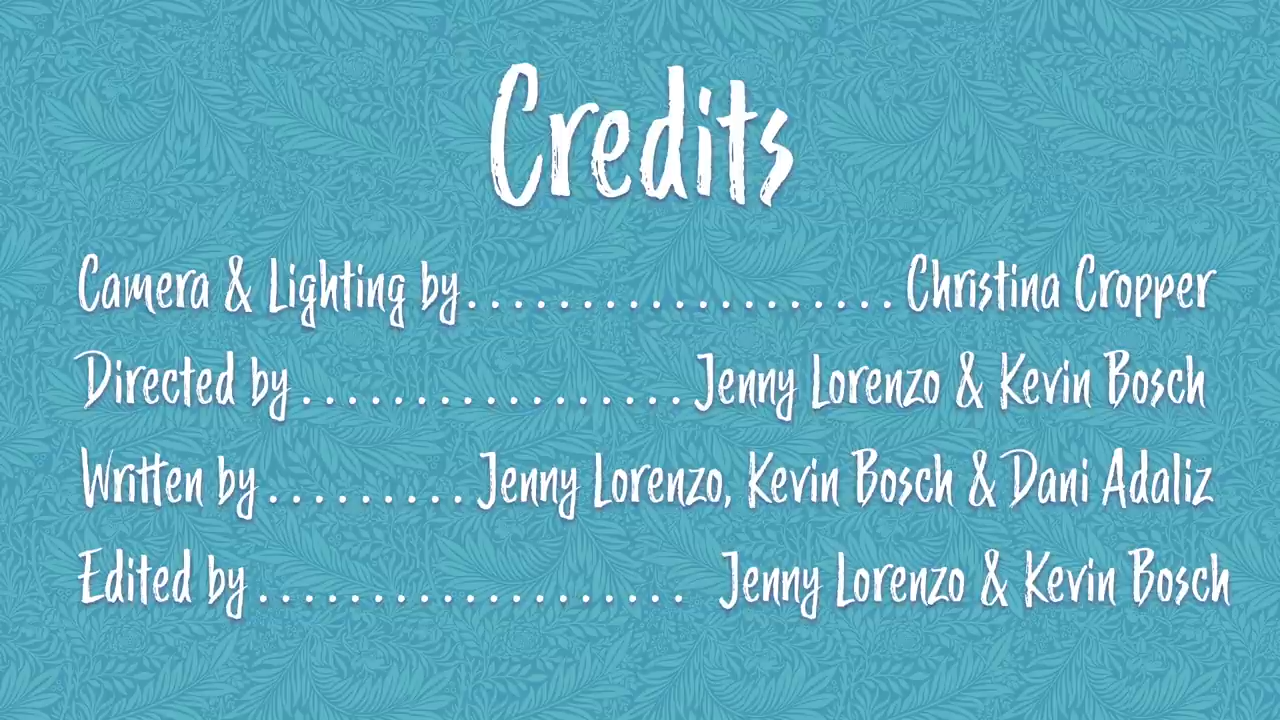 Credits
Camera & Lighting by...................Christina Cropper
Directed by.................Jenny Lorenzo & Kevin Bosch
Written by.........Jenny Lorenzo, Kevin Bosch & Dani Adaliz
Edited by................... Jenny Lorenzo & Kevin Bosch